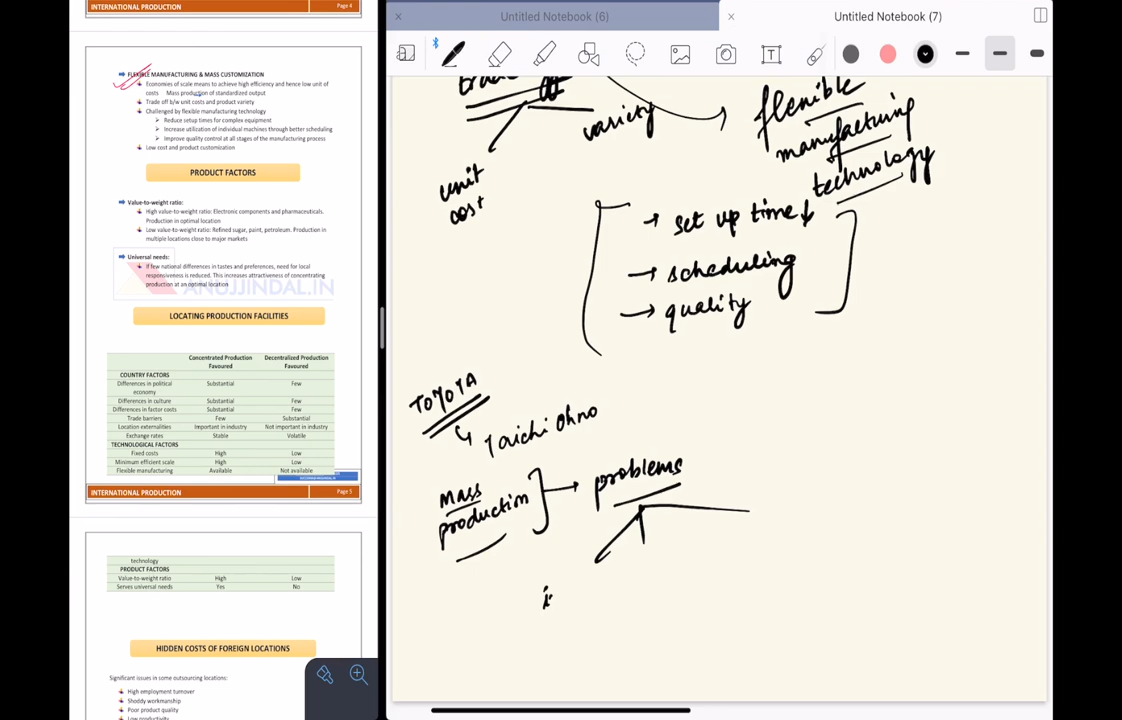 INTERNATIONAL PRODUCTION Page 4
FLEXIBLE MANUFACTURING & MASS CUSTOMIZATION
Economies of scale means to achieve high efficiency and hence low unit of
costs Mass production of standardized output
Trade off b/w unit costs and product variety
Challenged by flexible manufacturing technology
Reduce setup times for complex equipment
Increase utilization of individual machines through better scheduling
Improve quality control at all stages of the manufacturing process
Low cost and product customization
PRODUCT FACTORS
Value-to-weight ratio:
High value-to-weight ratio: Electronic components and pharmaceuticals.
Production in optimal location
Low value-to-weight ratio: Refined sugar, paint, petroleum. Production in
multiple locations close to major markets
Universal needs:
If few national differences in tastes and preferences, need for local
responsiveness is reduced. This increases attractiveness of concentrating
production at an optimal location
ANUJJINDAL.IN
LOCATING PRODUCTION FACILITIES
Concentrated Production Decentralized Production
Favoured Favoured
COUNTRY FACTORS
Differences in political Substantial Few
economy
Differences in culture Substantial Few
Differences in factor costs Substantial Few
Trade barriers Few Substantial
Location externalities Important in industry Not important in industry
Exchange rates Stable Volatile
TECHNOLOGICAL FACTORS
Fixed costs High Low
Minimum efficient scale High Low
Flexible manufacturing Available Not available
INTERNATIONAL PRODUCTION Page 5
technology
PRODUCT FACTORS
Value-to-weight ratio High Low
Serves universal needs Yes No
HIDDEN COSTS OF FOREIGN LOCATIONS
Significant issues in some outsourcing locations:
High employment turnover
Shoddy workmanship
Poor product quality
Low productivity
Untitled Notebook (6) Untitled Notebook (7)
T
trade off
variety
unit
cost
flexible
manufacturing
technology
set up time
scheduling
quality
TOYOTA
Taichi Ohno
mass
production
problems